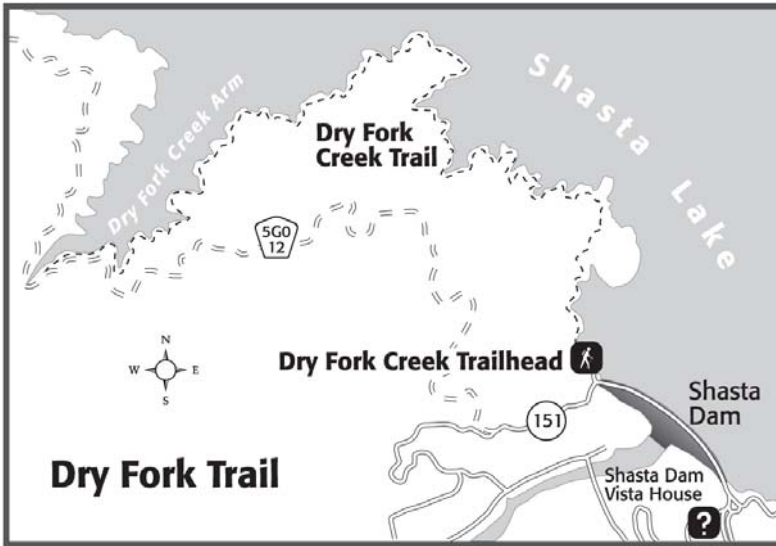 Shasta Lake
Dry Fork Creek Arm
Dry Fork
Creek Trail
5G0
12
N
W E
S
Dry Fork Creek Trailhead
151
Shasta
Dam
Dry Fork Trail
Shasta Dam
Vista House
?